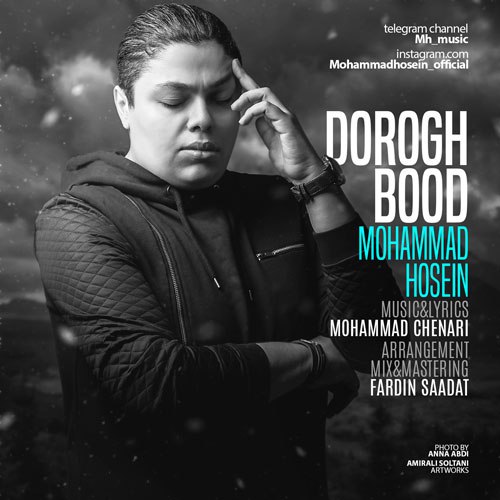 telegram channel
Mh_music
instagram.com
Mohammadhosein_official
DOROGH
BOOD
MOHAMMAD
HOSEIN
MUSIC&LYRICS
MOHAMMAD CHENARI
ARRANGEMENT
MIX&MASTERING
FARDIN SAADAT
PHOTO BY
ANNA ABDI
AMIRALI SOLTANI
ARTWORKS